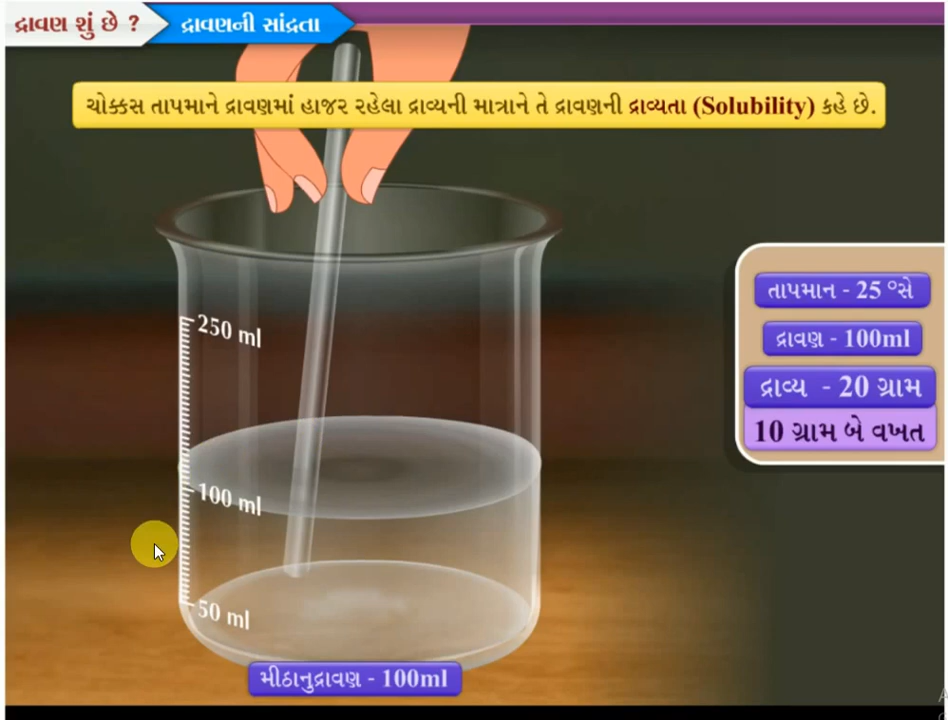 દ્રાવણ શું છે ?
દ્રાવણની સાંદ્રતા
ચોક્કસ તાપમાને દ્રાવણમાં હાજર રહેલા દ્રાવ્યની માત્રાને તે દ્રાવણની દ્રાવ્યતા (Solubility) કહે છે.
તાપમાન - 25 °સે
દ્રાવણ - 100ml
દ્રાવ્ય - 20 ગ્રામ
10 ગ્રામ બે વખત
250 ml
100 ml
50 ml
મીઠાનુદ્રાવણ - 100ml